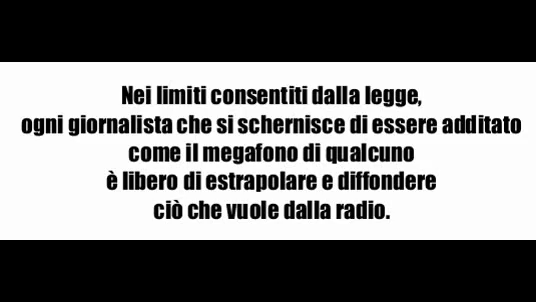 Nei limiti consentiti dalla legge,
ogni giornalista che si schernisce di essere additato
come il megafono di qualcuno
è libero di estrapolare e diffondere
ciò che vuole dalla radio.